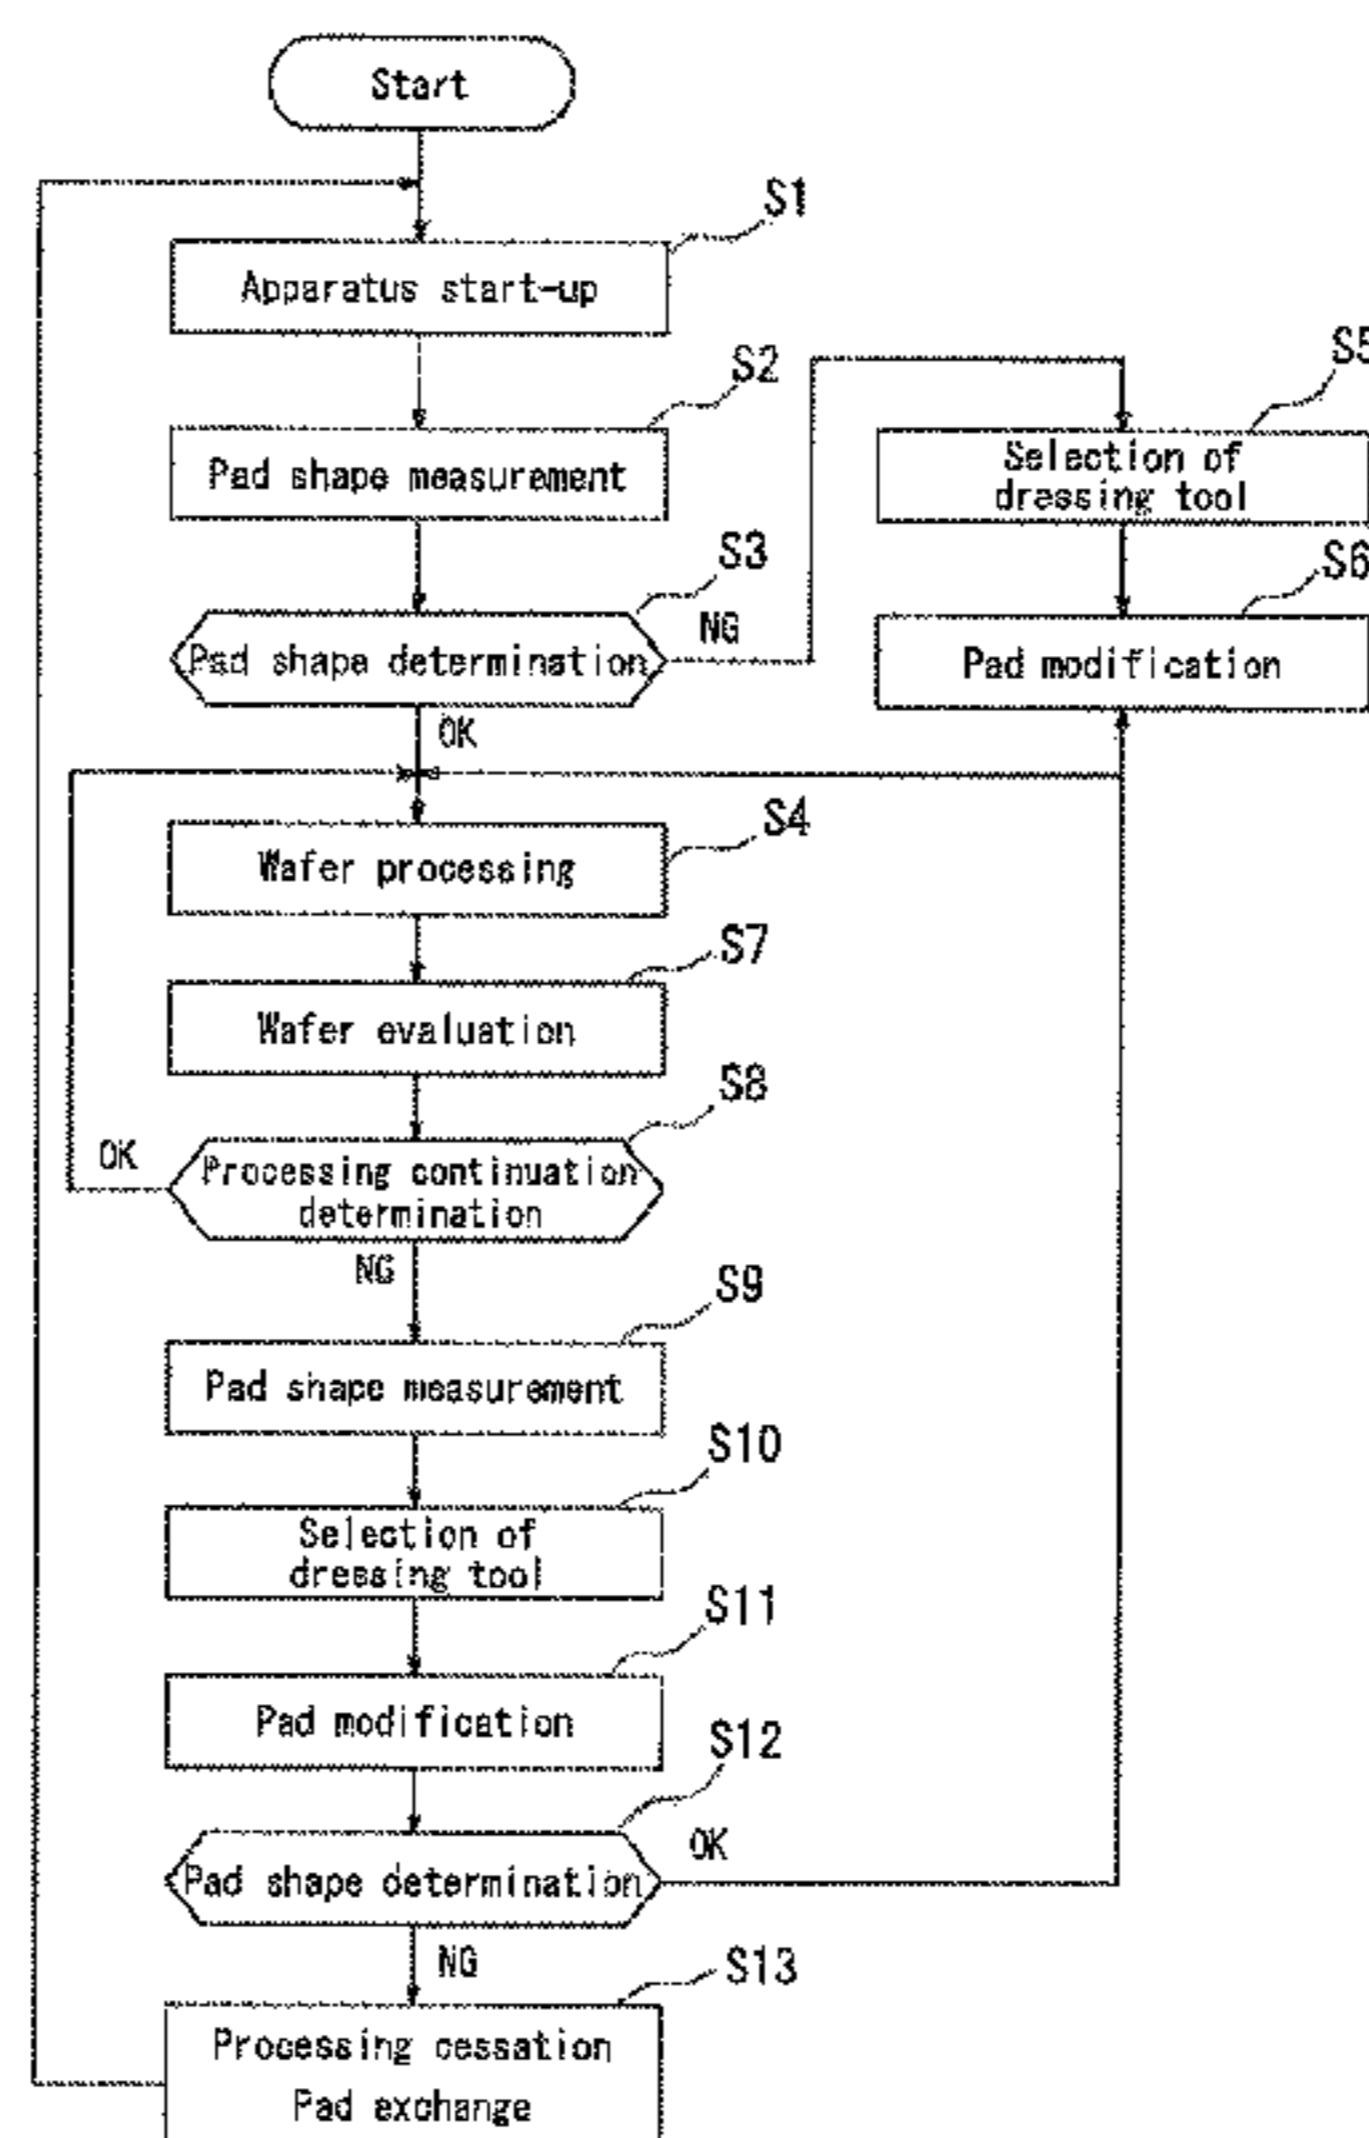 Start
S1
Apparatus start-up
S2
Pad shape measurement
S3
Pad shape determination
NG
OK
S5
Selection of
dressing tool
S6
Pad modification
S4
Wafer processing
S7
Wafer evaluation
S8
OK
Processing continuation
determination
NG
S9
Pad shape measurement
S10
Selection of
dressing tool
S11
Pad modification
S12
Pad shape determination
OK
NG
S13
Processing cessation
Pad exchange